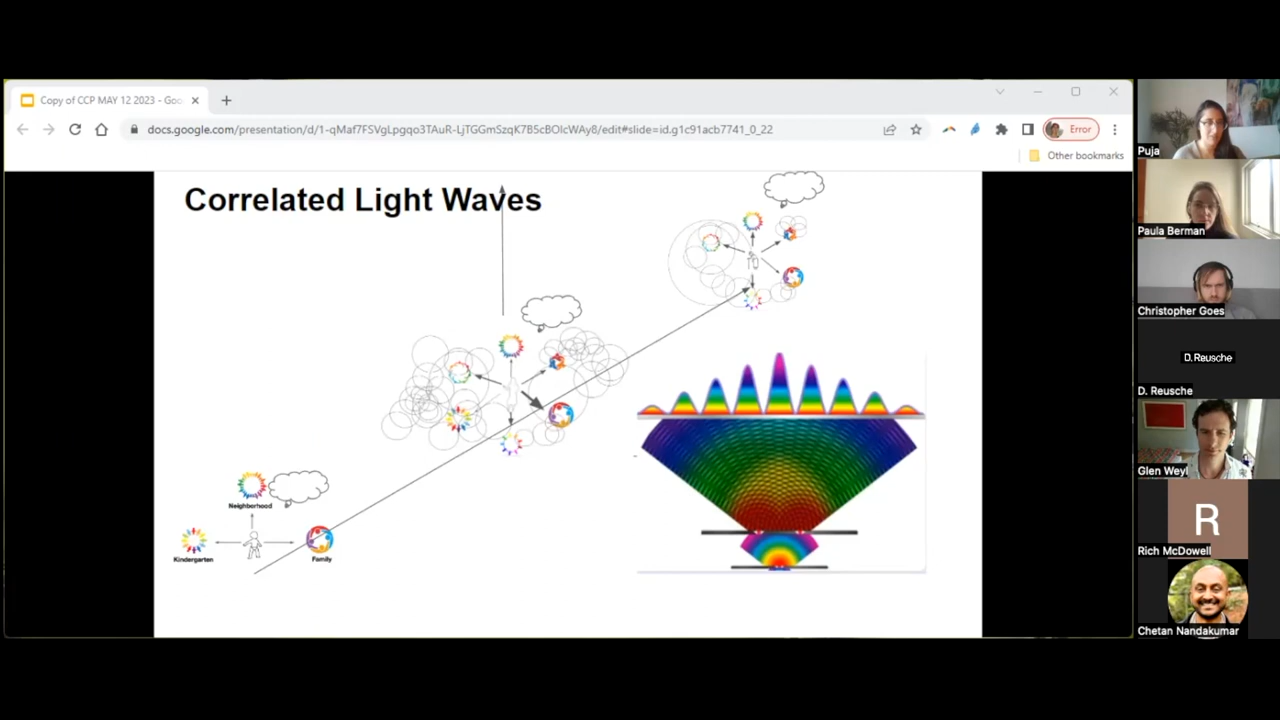 Copy of CCP MAY 12 2023 - Goo
docs.google.com/presentation/d/1-qMaf7FSVgLpgqo3TAuR-LjTGGmSzqK7B5cBOlcWAy8/edit#slide=id.g1c91acb7741_0_22
Error
Other bookmarks
Correlated Light Waves
Neighborhood
Kindergarten
Family
Puja
Paula Berman
Christopher Goes
D. Reusche
D. Reusche
Glen Weyl
R
Rich McDowell
Chetan Nandakumar